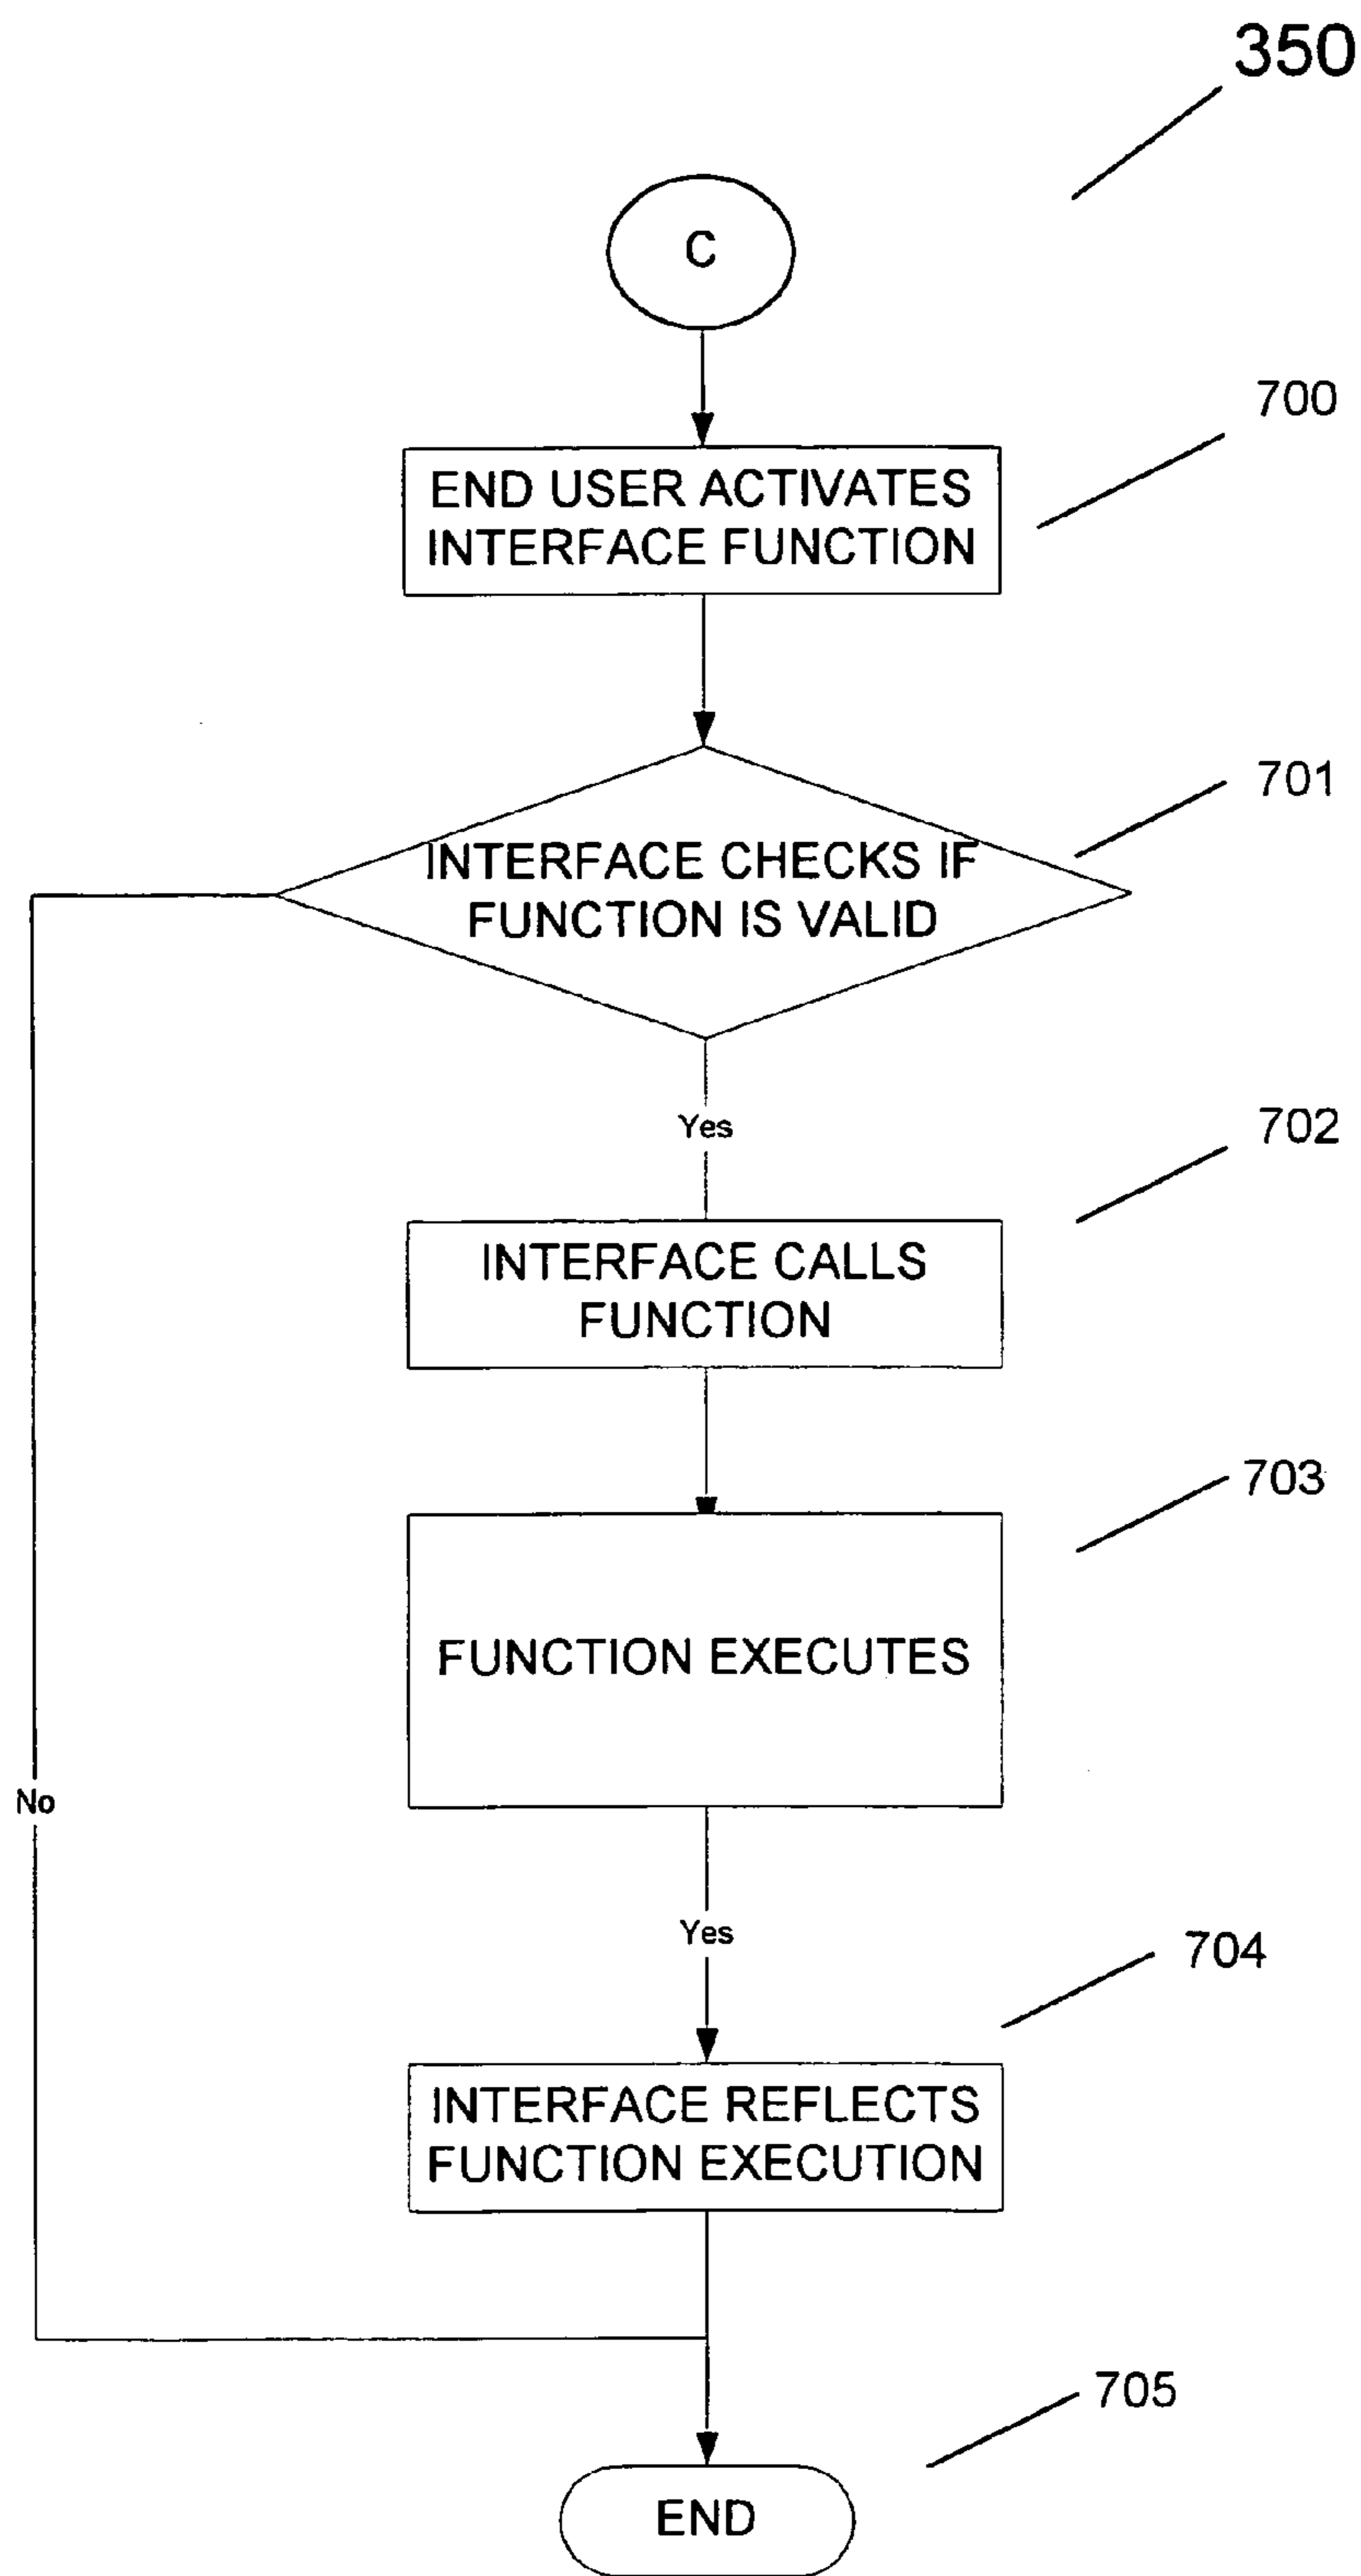 350
C
700
END USER ACTIVATES
INTERFACE FUNCTION
701
INTERFACE CHECKS IF
FUNCTION IS VALID
Yes
702
INTERFACE CALLS
FUNCTION
703
FUNCTION EXECUTES
No
Yes
704
INTERFACE REFLECTS
FUNCTION EXECUTION
705
END